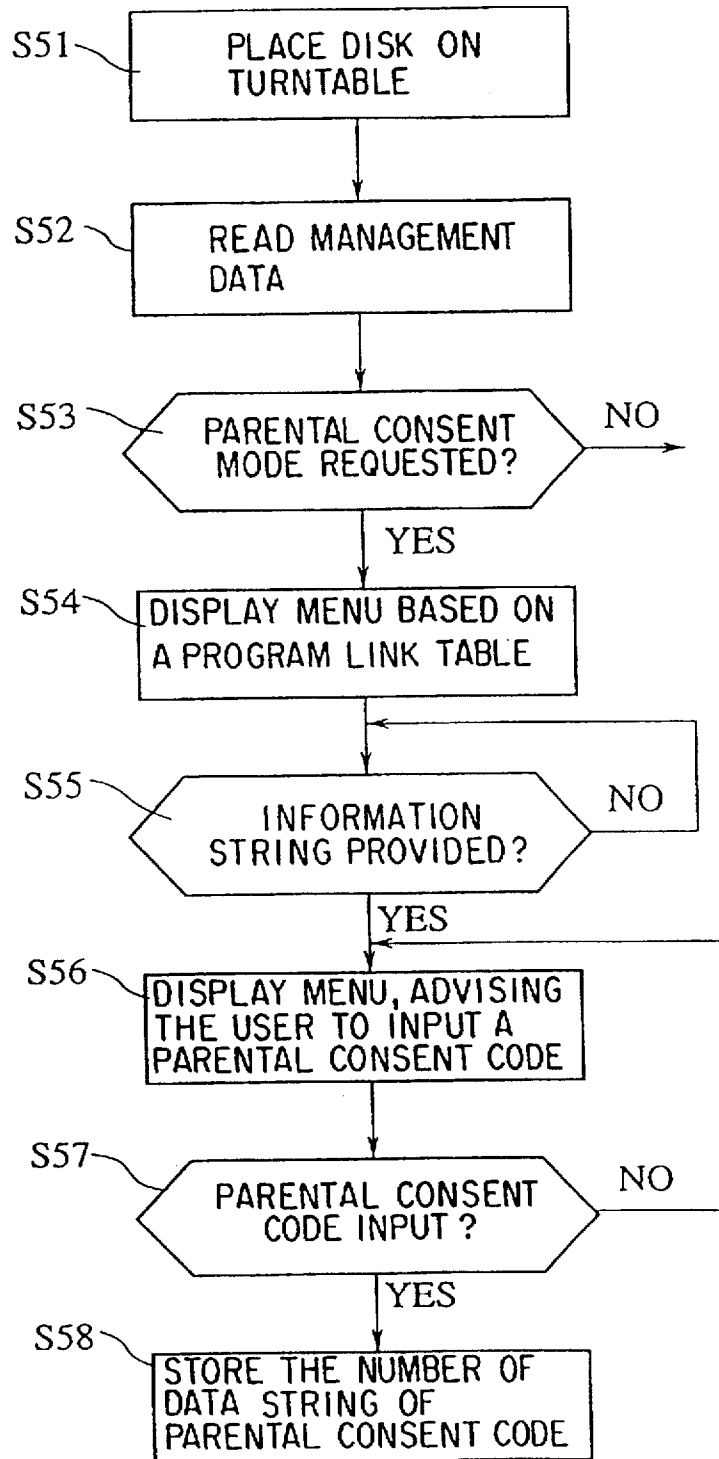 S51
PLACE DISK ON
TURNTABLE
S52
READ MANAGEMENT
DATA
S53
PARENTAL CONSENT
MODE REQUESTED?
NO
YES
S54
DISPLAY MENU BASED ON
A PROGRAM LINK TABLE
S55
INFORMATION
STRING PROVIDED?
NO
YES
S56
DISPLAY MENU, ADVISING
THE USER TO INPUT A
PARENTAL CONSENT CODE
S57
PARENTAL CONSENT
CODE INPUT?
NO
YES
S58
STORE THE NUMBER OF
DATA STRING OF
PARENTAL CONSENT CODE